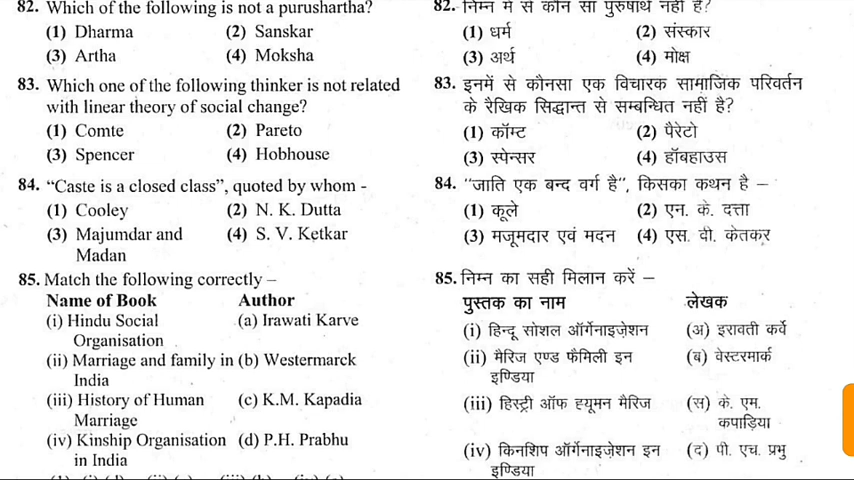 82. Which of the following is not a purushartha?
(1) Dharma (2) Sanskar
(3) Artha (4) Moksha
83. Which one of the following thinker is not related
with linear theory of social change?
(1) Comte (2) Pareto
(3) Spencer (4) Hobhouse
84. “Caste is a closed class”, quoted by whom -
(1) Cooley (2) N. K. Dutta
(3) Majumdar and (4) S. V. Ketkar
Madan
85. Match the following correctly –
Name of Book Author
(i) Hindu Social (a) Irawati Karve
Organisation
(ii) Marriage and family in (b) Westermarck
India
(iii) History of Human (c) K.M. Kapadia
Marriage
(iv) Kinship Organisation (d) P.H. Prabhu
in India
82. निम्न में से कौन सा पुरुषार्थ नहीं है?
(1) धर्म (2) संस्कार
(3) अर्थ (4) मोक्ष
83. इनमें से कौनसा एक विचारक सामाजिक परिवर्तन
के रेखिक सिद्धान्त से सम्बन्धित नहीं है?
(1) कॉम्ट (2) पैरेटो
(3) स्पेन्सर (4) हॉबहाउस
84. “जाति एक बन्द वर्ग है”, किसका कथन है –
(1) कूले (2) एन. के. दत्ता
(3) मजूमदार एवं मदन (4) एस. वी. केतकर
85. निम्न का सही मिलान करें –
पुस्तक का नाम लेखक
(i) हिन्दू सोशल ऑर्गेनाइज़ेशन (अ) इरावती कर्वे
(ii) मैरिज एण्ड फैमिली इन (ब) वेस्टरमार्क
इण्डिया
(iii) हिस्ट्री ऑफ ह्यूमन मैरिज (स) के. एम.
कपाड़िया
(iv) किनशिप ऑर्गेनाइज़ेशन इन (द) पी. एच. प्रभु
इण्डिया